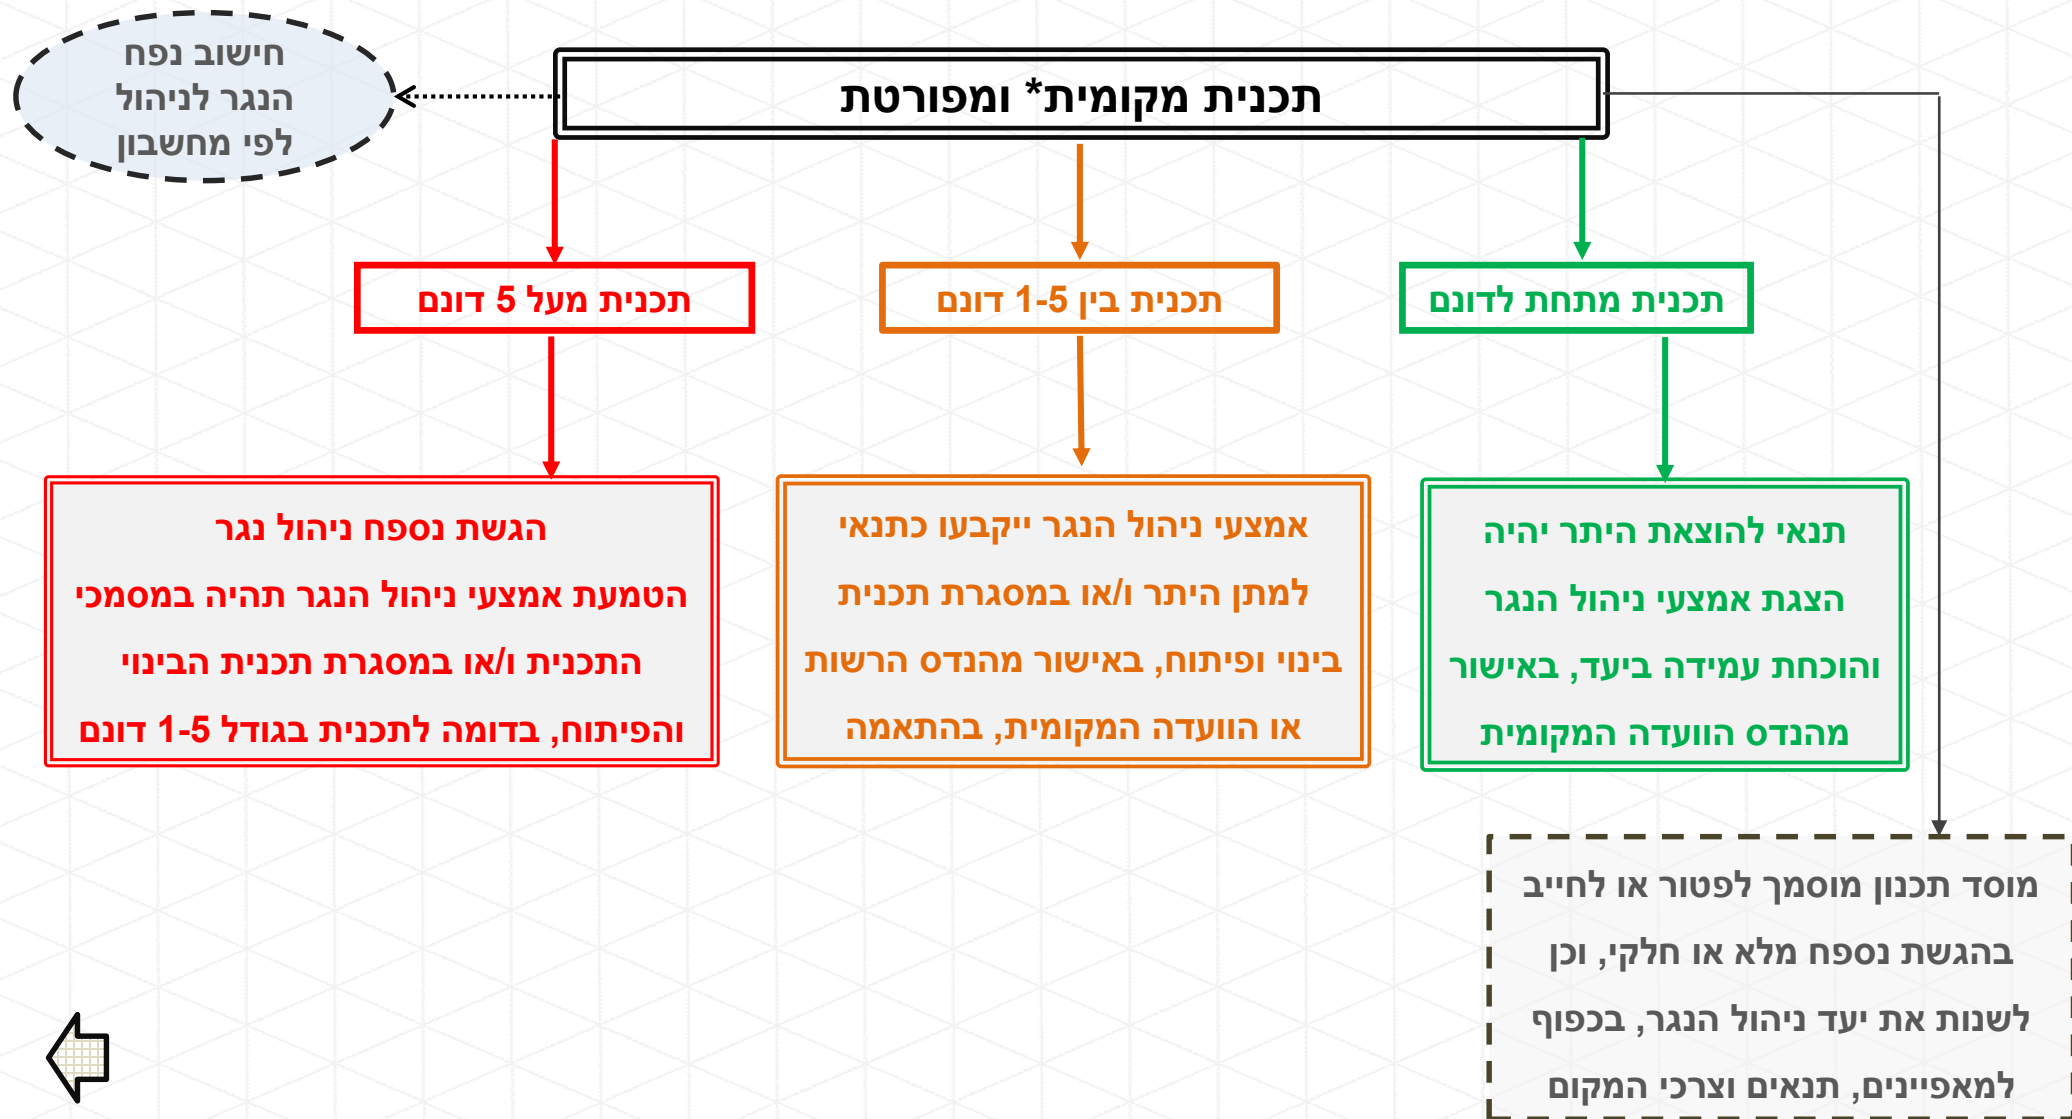 תכנית מקומית* ומפורטת
חישוב נפח
הנגר לניהול
לפי מחשבון
תכנית מתחת לדונם
תכנית בין 1-5 דונם
תכנית מעל 5 דונם
תנאי להוצאת היתר יהיה
הצגת אמצעי ניהול הנגר
והוכחת עמידה ביעד, באישור
מהנדס הוועדה המקומית
אמצעי ניהול הנגר ייקבעו כתנאי
למתן היתר ו/או במסגרת תכנית
בינוי ופיתוח, באישור מהנדס הרשות
או הוועדה המקומית, בהתאמה
הגשת נספח ניהול נגר
הטמעת אמצעי ניהול הנגר תהיה במסמכי
התכנית ו/או במסגרת תכנית הבינוי
והפיתוח, בדומה לתכנית בגודל 1-5 דונם
מוסד תכנון מוסמך לפטור או לחייב
בהגשת נספח מלא או חלקי, וכן
לשנות את יעד ניהול הנגר, בכפוף
למאפיינים, תנאים וצרכי המקום